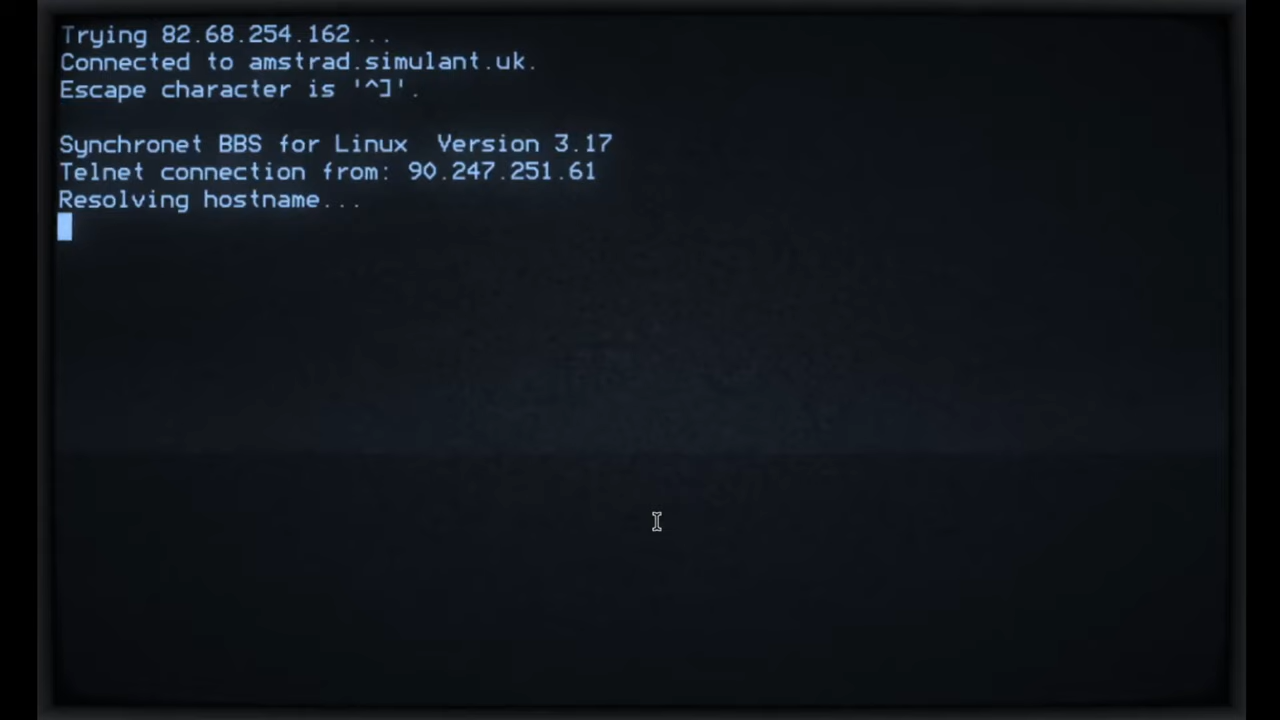 Trying 82.68.254.162...
Connected to amstrad.simulant.uk.
Escape character is '^]'.
Synchronet BBS for Linux  Version 3.17
Telnet connection from: 90.247.251.61
Resolving hostname...